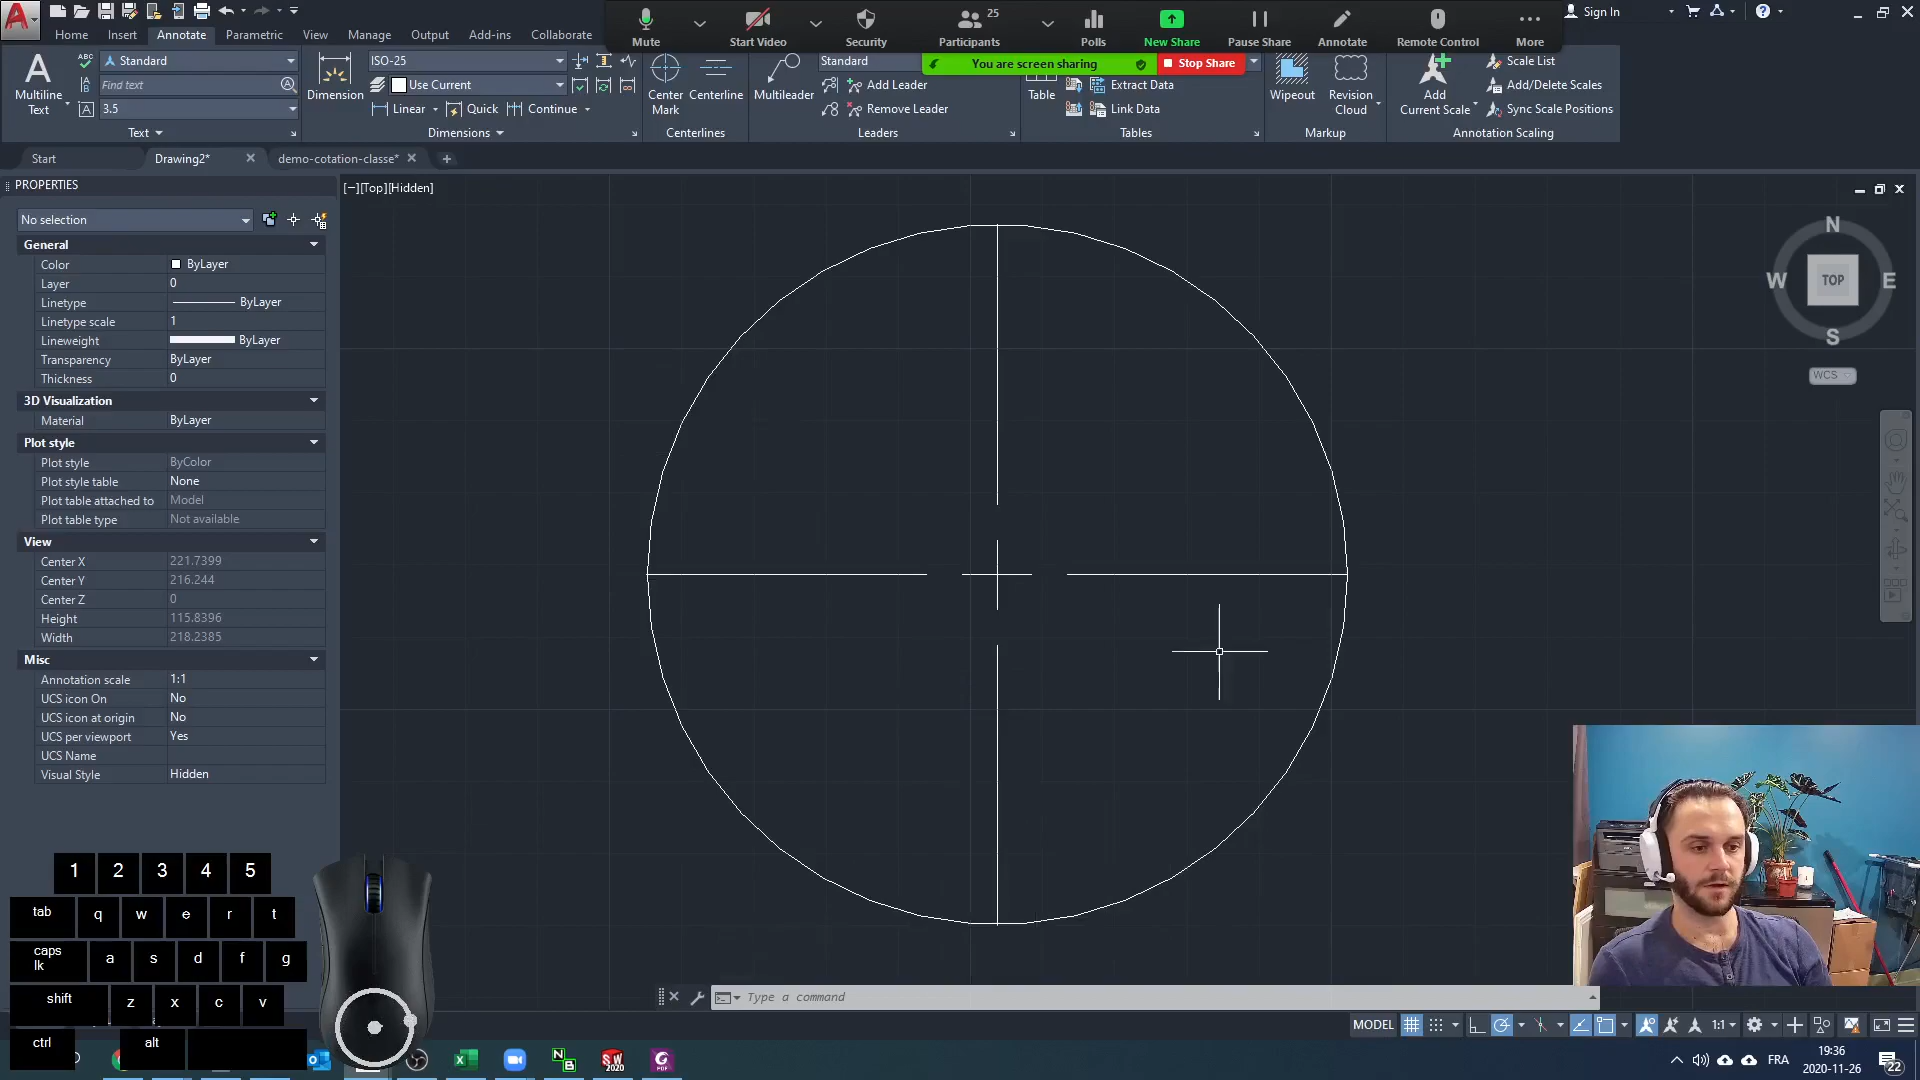 Mute
Start Video
Security
Participants
25
Polls
New Share
Pause Share
Annotate
Remote Control
More
You are screen sharing
Stop Share
Sign In
Home
Insert
Annotate
Parametric
View
Manage
Output
Add-ins
Collaborate
Multiline
Text
ABC
Standard
Find text
3.5
Text
Dimension
ISO-25
Use Current
Linear
Quick
Continue
Dimensions
Center
Mark
Centerline
Centerlines
Multileader
Standard
Add Leader
Remove Leader
Leaders
Table
Extract Data
Link Data
Tables
Wipeout
Revision
Cloud
Markup
Add
Current Scale
Scale List
Add/Delete Scales
Sync Scale Positions
Annotation Scaling
Start
Drawing2*
demo-cotation-classe*
PROPERTIES
[−][Top][Hidden]
No selection
General
Color ByLayer
Layer 0
Linetype ByLayer
Linetype scale 1
Lineweight ByLayer
Transparency ByLayer
Thickness 0
3D Visualization
Material ByLayer
Plot style
Plot style ByColor
Plot style table None
Plot table attached to Model
Plot table type Not available
View
Center X 221.7399
Center Y 216.244
Center Z 0
Height 115.8396
Width 218.2385
Misc
Annotation scale 1:1
UCS icon On No
UCS icon at origin No
UCS per viewport Yes
UCS Name
Visual Style Hidden
N
W TOP E
S
WCS
1 2 3 4 5
tab q w e r t
caps
lk a s d f g
shift z x c v
ctrl alt
Type a command
MODEL
1:1
FRA
19:36
2020-11-26
22